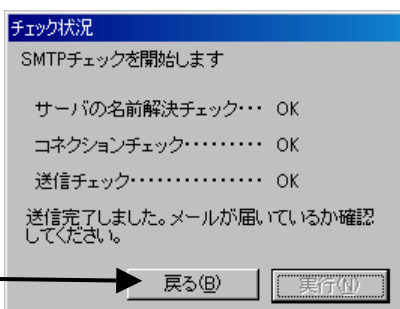 チェック状況
SMTPチェックを開始します
サーバの名前解決チェック･･･ OK
コネクションチェック･････････ OK
送信チェック･･･････････････ OK
送信完了しました。メールが届いているか確認
してください。
戻る(B) 実行(N)